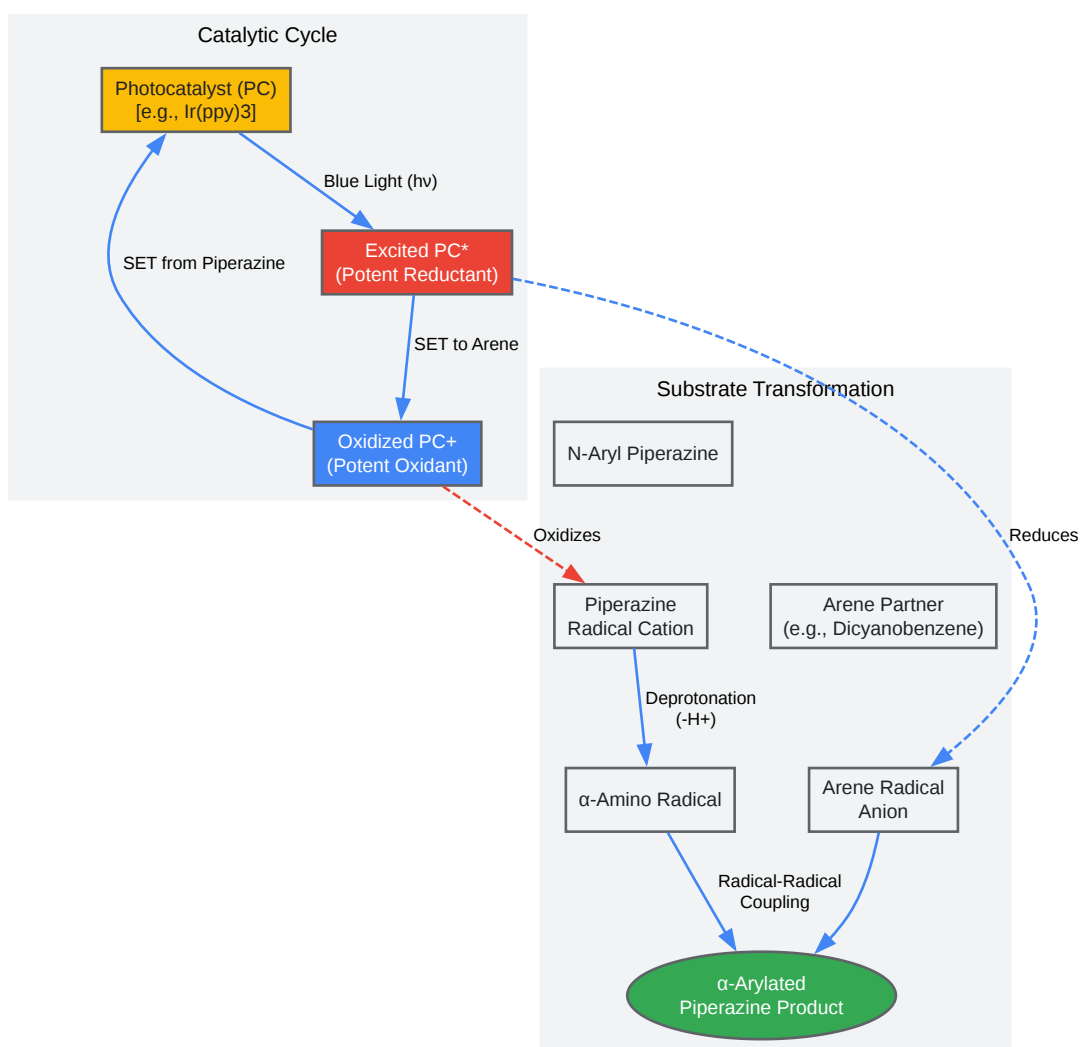 Catalytic Cycle
Photocatalyst (PC)
[e.g., Ir(ppy)3]
Blue Light (hν)
Excited PC*
(Potent Reductant)
SET from Piperazine
SET to Arene
Oxidized PC+
(Potent Oxidant)
Substrate Transformation
N-Aryl Piperazine
Oxidizes
Reduces
Piperazine
Radical Cation
Arene Partner
(e.g., Dicyanobenzene)
Deprotonation
(-H+)
α-Amino Radical
Arene Radical
Anion
Radical-Radical
Coupling
α-Arylated
Piperazine Product